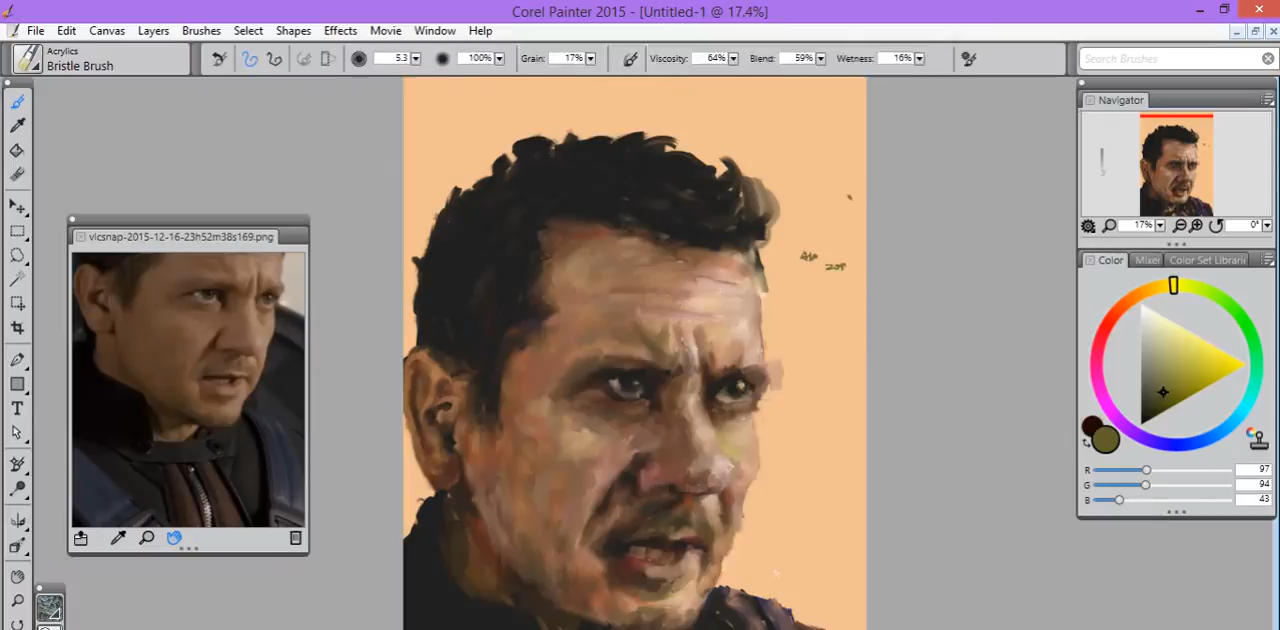 Corel Painter 2015 - [Untitled-1 @ 17.4%]
File Edit Canvas Layers Brushes Select Shapes Effects Movie Window Help
Acrylics
Bristle Brush
5.3 100% Grain: 17% Viscosity: 64% Blend: 59% Wetness: 16% Search Brushes
Navigator
17% 0°
vlcsnap-2015-12-16-23h52m38s169.png
Color Mixer Color Set Librari
R 97
G 94
B 43